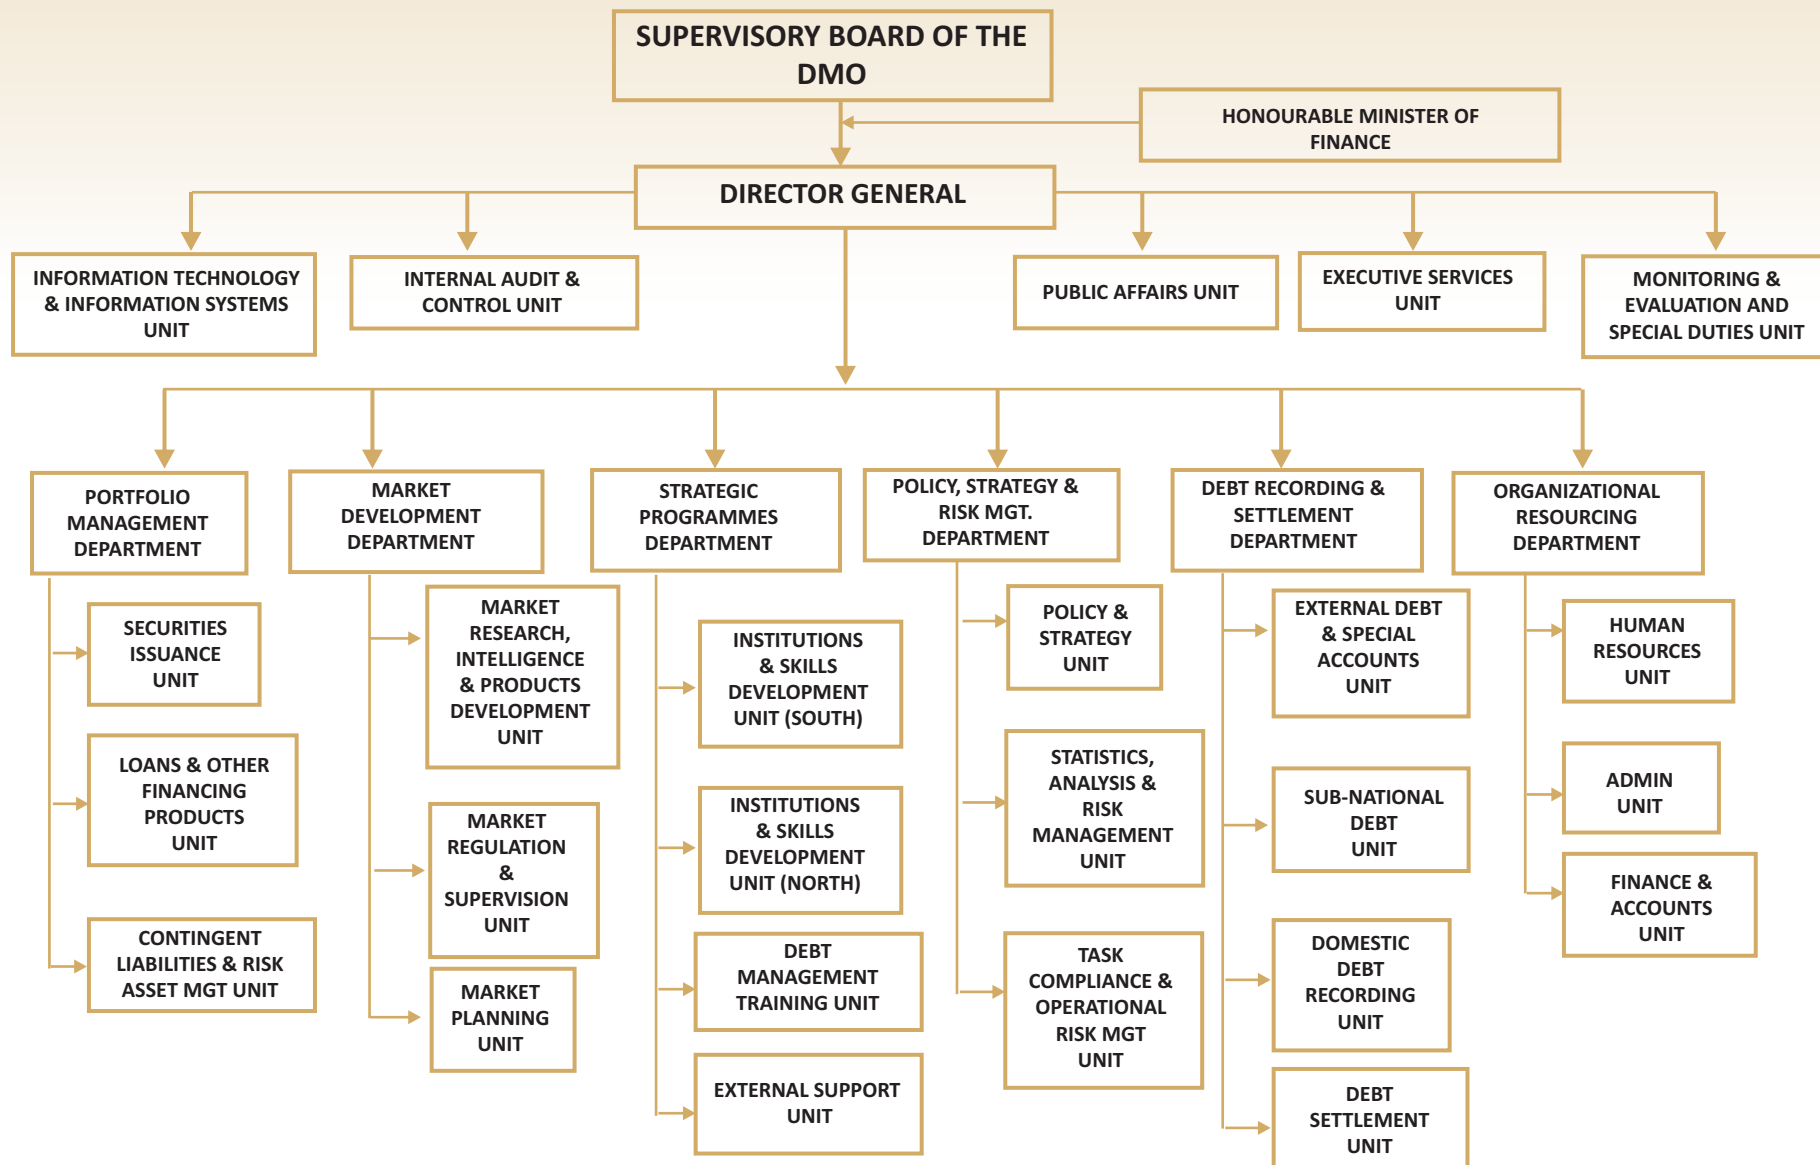 SUPERVISORY BOARD OF THE
DMO
HONOURABLE MINISTER OF
FINANCE
DIRECTOR GENERAL
INFORMATION TECHNOLOGY
& INFORMATION SYSTEMS
UNIT
INTERNAL AUDIT &
CONTROL UNIT
PUBLIC AFFAIRS UNIT
EXECUTIVE SERVICES
UNIT
MONITORING &
EVALUATION AND
SPECIAL DUTIES UNIT
PORTFOLIO
MANAGEMENT
DEPARTMENT
SECURITIES
ISSUANCE
UNIT
LOANS & OTHER
FINANCING
PRODUCTS
UNIT
CONTINGENT
LIABILITIES & RISK
ASSET MGT UNIT
MARKET
DEVELOPMENT
DEPARTMENT
MARKET
RESEARCH,
INTELLIGENCE
& PRODUCTS
DEVELOPMENT
UNIT
MARKET
REGULATION
&
SUPERVISION
UNIT
MARKET
PLANNING
UNIT
STRATEGIC
PROGRAMMES
DEPARTMENT
INSTITUTIONS
& SKILLS
DEVELOPMENT
UNIT (SOUTH)
INSTITUTIONS
& SKILLS
DEVELOPMENT
UNIT (NORTH)
DEBT
MANAGEMENT
TRAINING UNIT
EXTERNAL SUPPORT
UNIT
POLICY, STRATEGY &
RISK MGT.
DEPARTMENT
POLICY &
STRATEGY
UNIT
STATISTICS,
ANALYSIS &
RISK
MANAGEMENT
UNIT
TASK
COMPLIANCE &
OPERATIONAL
RISK MGT
UNIT
DEBT RECORDING &
SETTLEMENT
DEPARTMENT
EXTERNAL DEBT
& SPECIAL
ACCOUNTS
UNIT
SUB-NATIONAL
DEBT
UNIT
DOMESTIC
DEBT
RECORDING
UNIT
DEBT
SETTLEMENT
UNIT
ORGANIZATIONAL
RESOURCING
DEPARTMENT
HUMAN
RESOURCES
UNIT
ADMIN
UNIT
FINANCE &
ACCOUNTS
UNIT